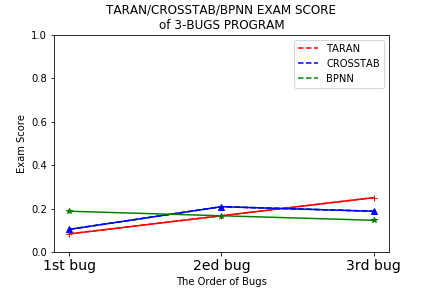 TARAN/CROSSTAB/BPNN EXAM SCORE
of 3-BUGS PROGRAM
1.0
0.8
0.6
0.4
0.2
0.0
Exam Score
TARAN
CROSSTAB
BPNN
1st bug
2ed bug
3rd bug
The Order of Bugs